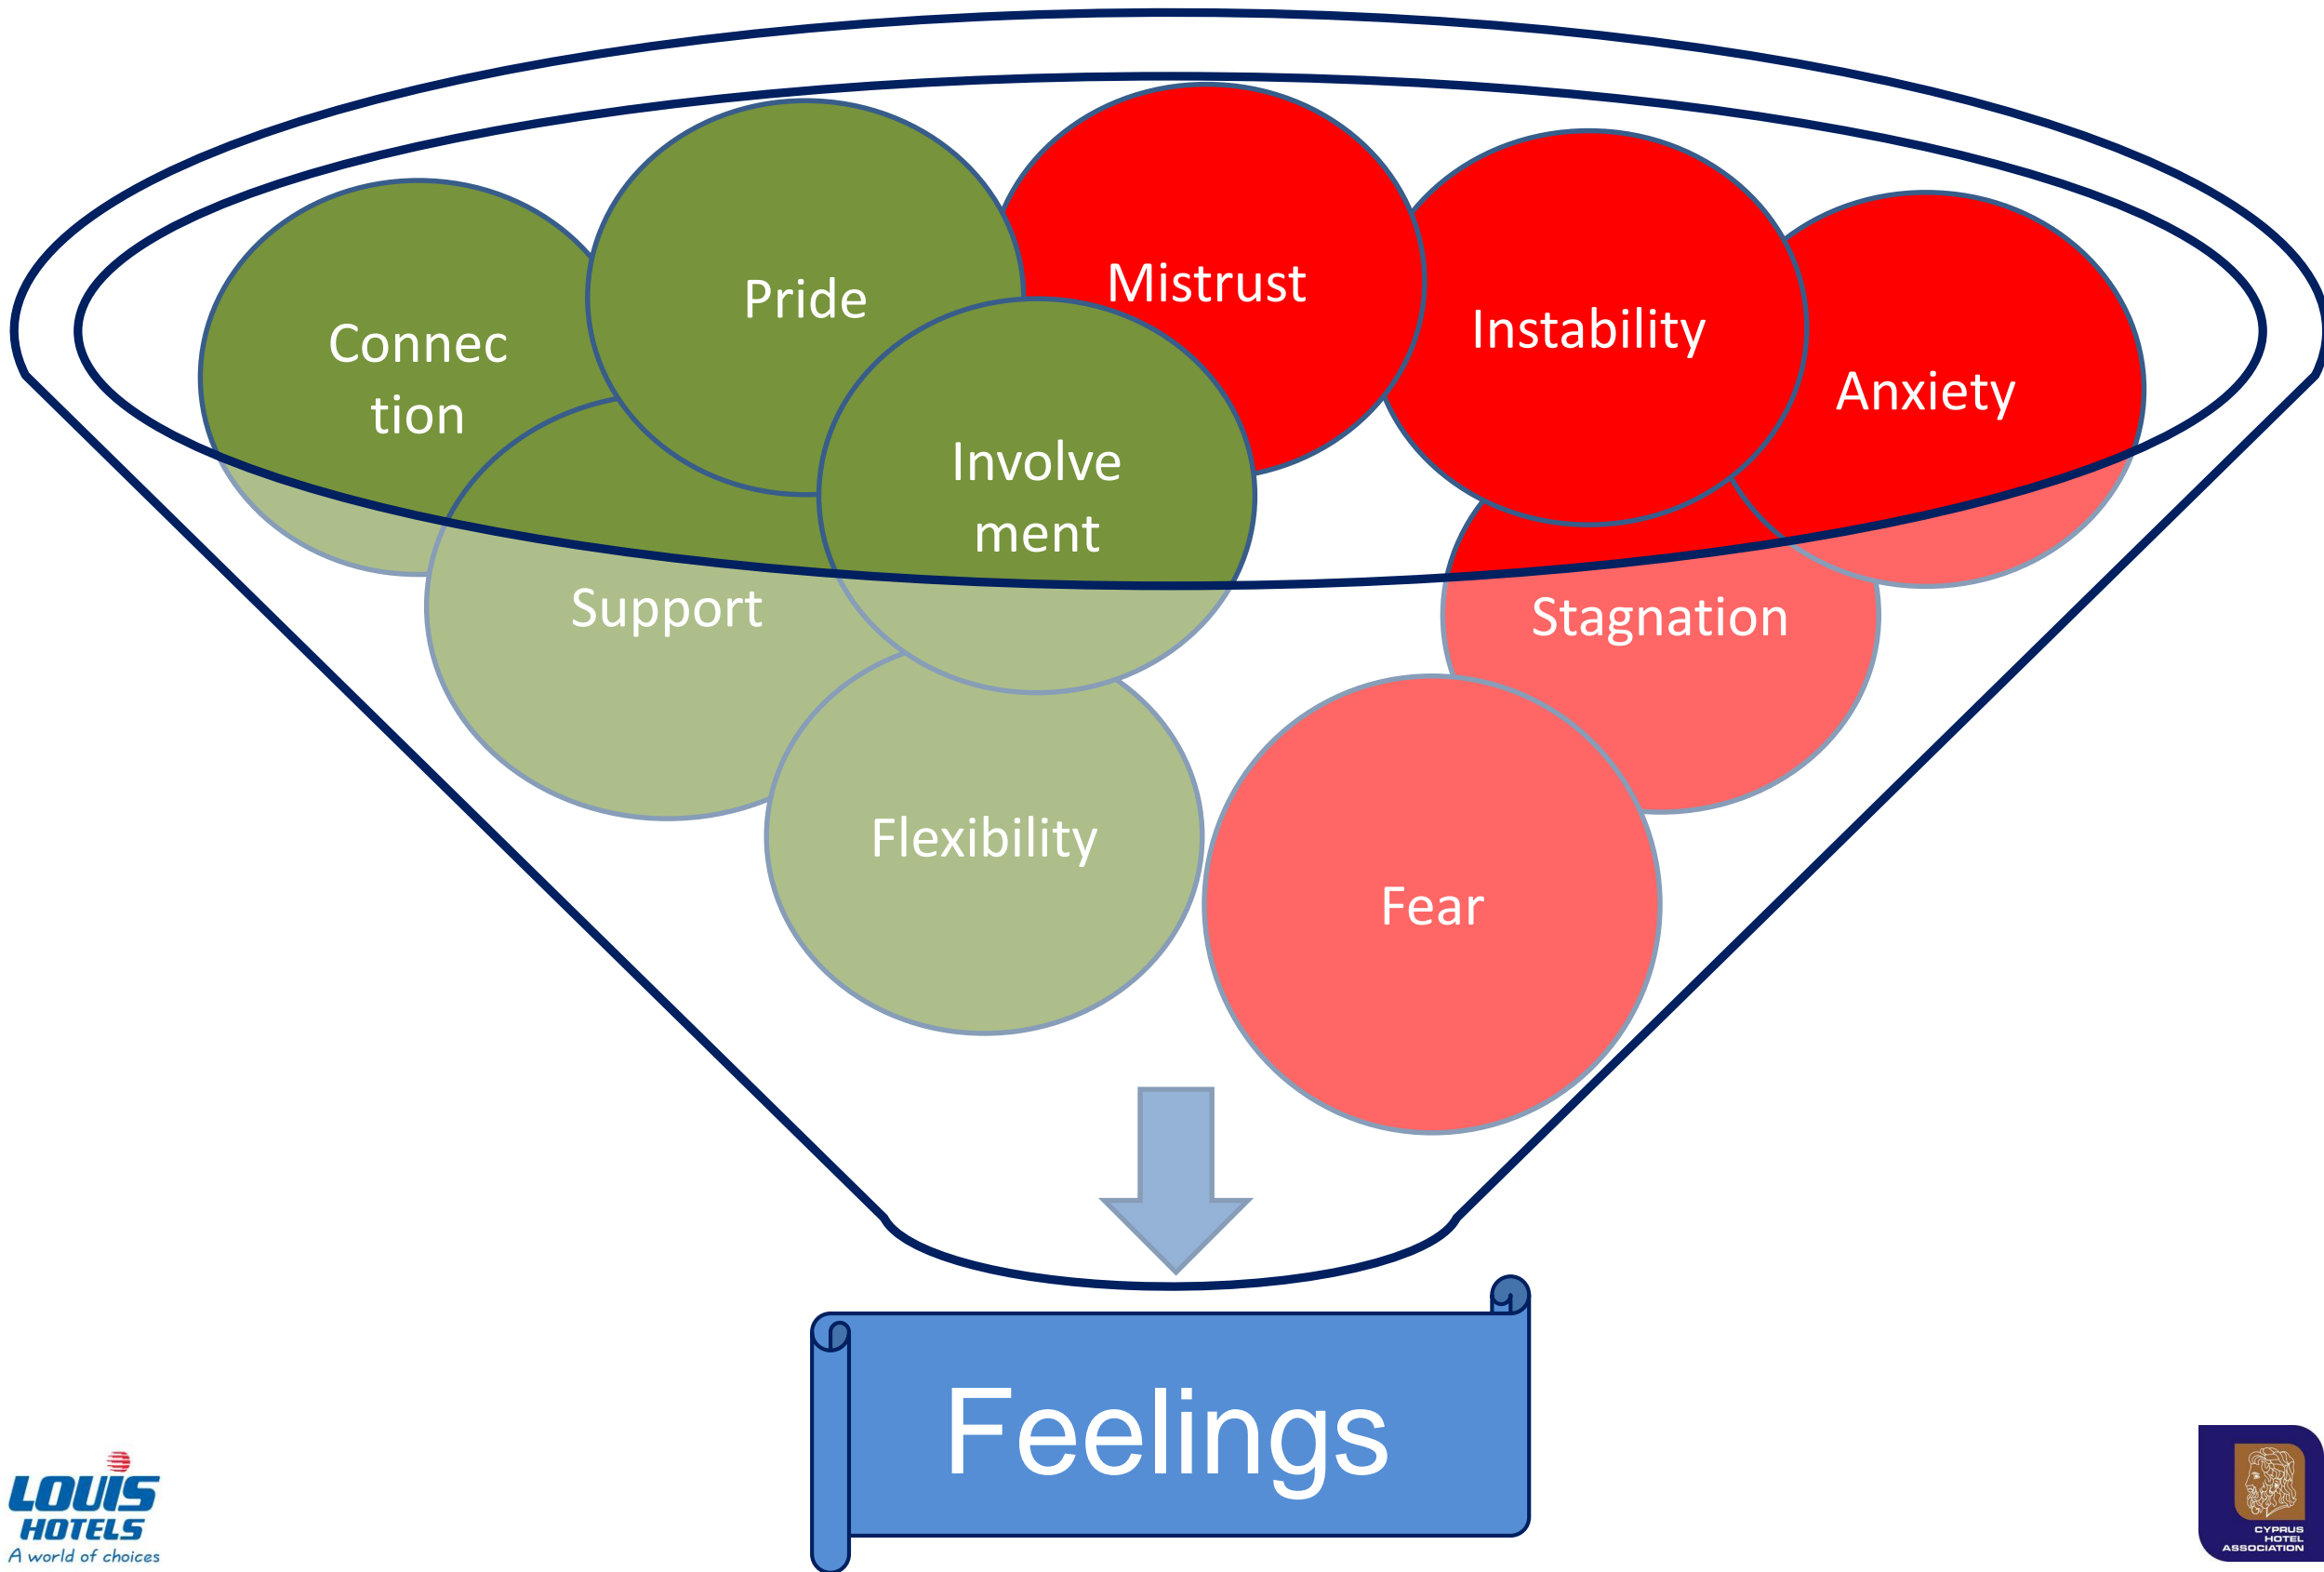 Connec
tion
Pride
Mistrust
Instability
Anxiety
Involve
ment
Support
Stagnation
Flexibility
Fear
Feelings
LOUIS
HOTELS
A world of choices
CYPRUS
HOTEL
ASSOCIATION